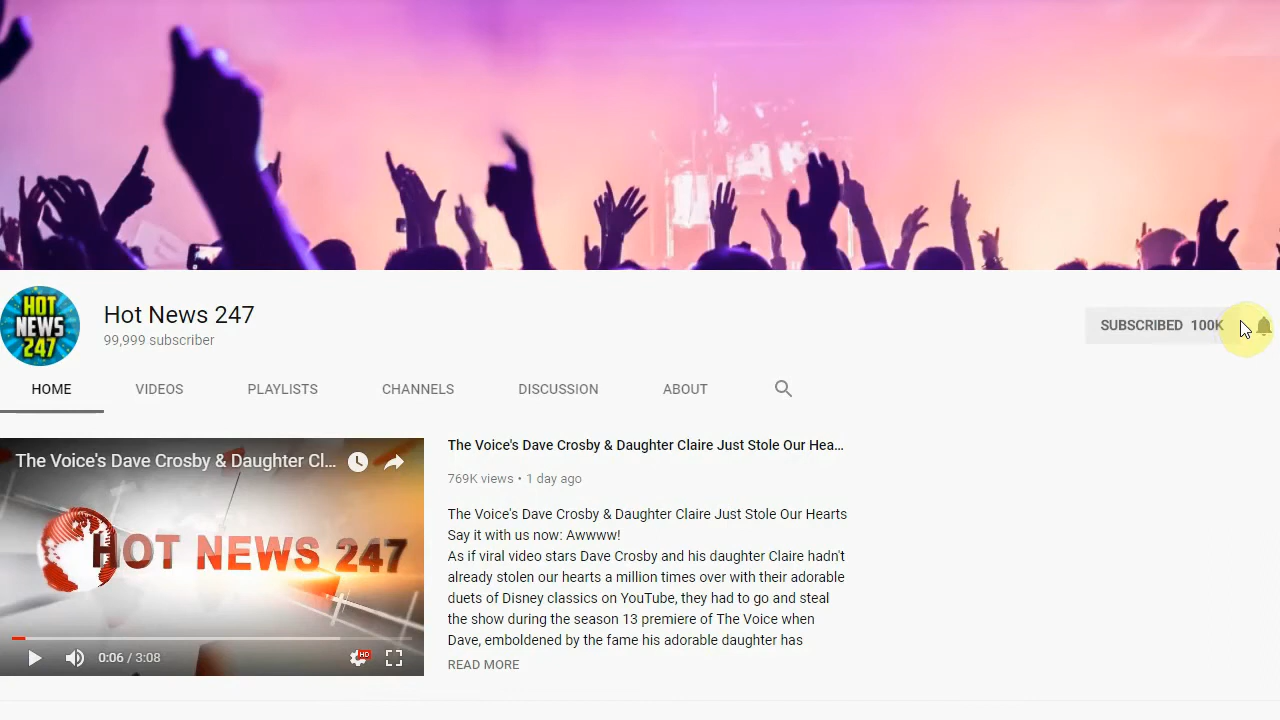 HOT
NEWS
247
Hot News 247
99,999 subscriber
SUBSCRIBED 100K
HOME VIDEOS PLAYLISTS CHANNELS DISCUSSION ABOUT
The Voice's Dave Crosby & Daughter Cl...
HOT NEWS 247
HD
0:06 / 3:08
The Voice's Dave Crosby & Daughter Claire Just Stole Our Hea...
769K views • 1 day ago
The Voice's Dave Crosby & Daughter Claire Just Stole Our Hearts
Say it with us now: Awwww!
As if viral video stars Dave Crosby and his daughter Claire hadn't
already stolen our hearts a million times over with their adorable
duets of Disney classics on YouTube, they had to go and steal
the show during the season 13 premiere of The Voice when
Dave, emboldened by the fame his adorable daughter has
READ MORE